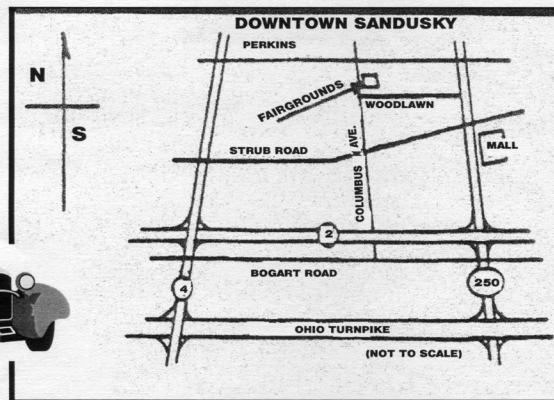 DOWNTOWN SANDUSKY
PERKINS
N
S
FAIRGROUNDS
WOODLAWN
STRUB ROAD
COLUMBUS AVE.
MALL
2
BOGART ROAD
4
250
OHIO TURNPIKE
(NOT TO SCALE)